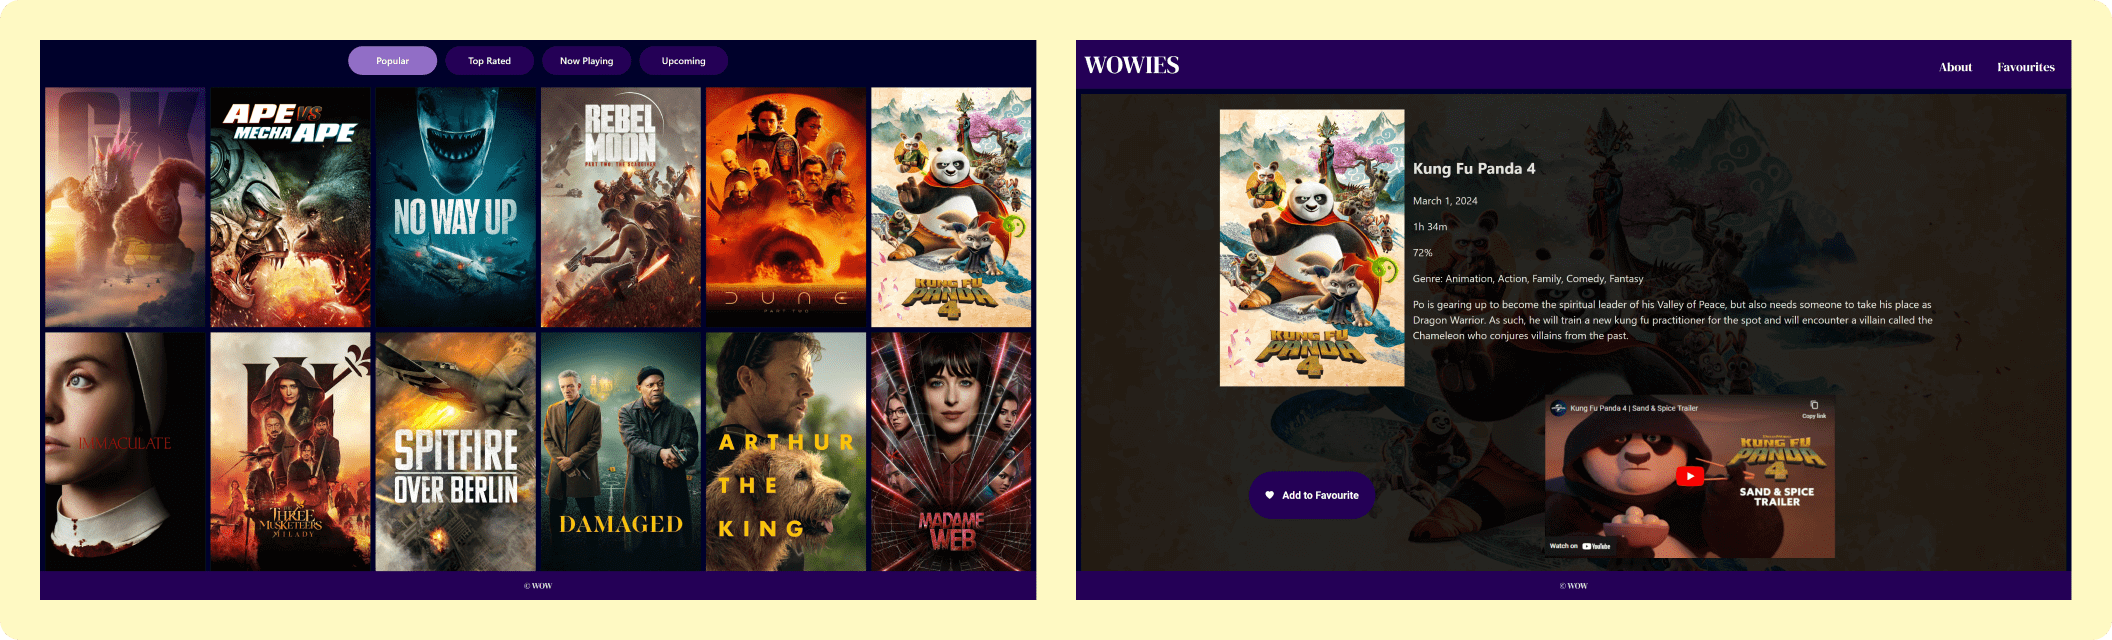 Popular
Top Rated
Now Playing
Upcoming
GK
APE VS
MECHA APE
NO WAY UP
REBEL
MOON
PART TWO THE SCARGIVER
DUNE
PART TWO
KUNG FU
PANDA
4
IMMACULATE
THE
THREE
MUSKETEERS
MILADY
SPITFIRE
OVER BERLIN
DAMAGED
ARTHUR
THE
KING
MADAME
WEB
© WOW
WOWIES
About
Favourites
KUNG FU
PANDA
4
Kung Fu Panda 4
March 1, 2024
1h 34m
72%
Genre: Animation, Action, Family, Comedy, Fantasy
Po is gearing up to become the spiritual leader of his Valley of Peace, but also needs someone to take his place as
Dragon Warrior. As such, he will train a new kung fu practitioner for the spot and will encounter a villain called the
Chameleon who conjures villains from the past.
Add to Favourite
Kung Fu Panda 4 | Sand & Spice Trailer
Copy link
KUNG FU
PANDA
4
SAND & SPICE
TRAILER
Watch on YouTube
© WOW